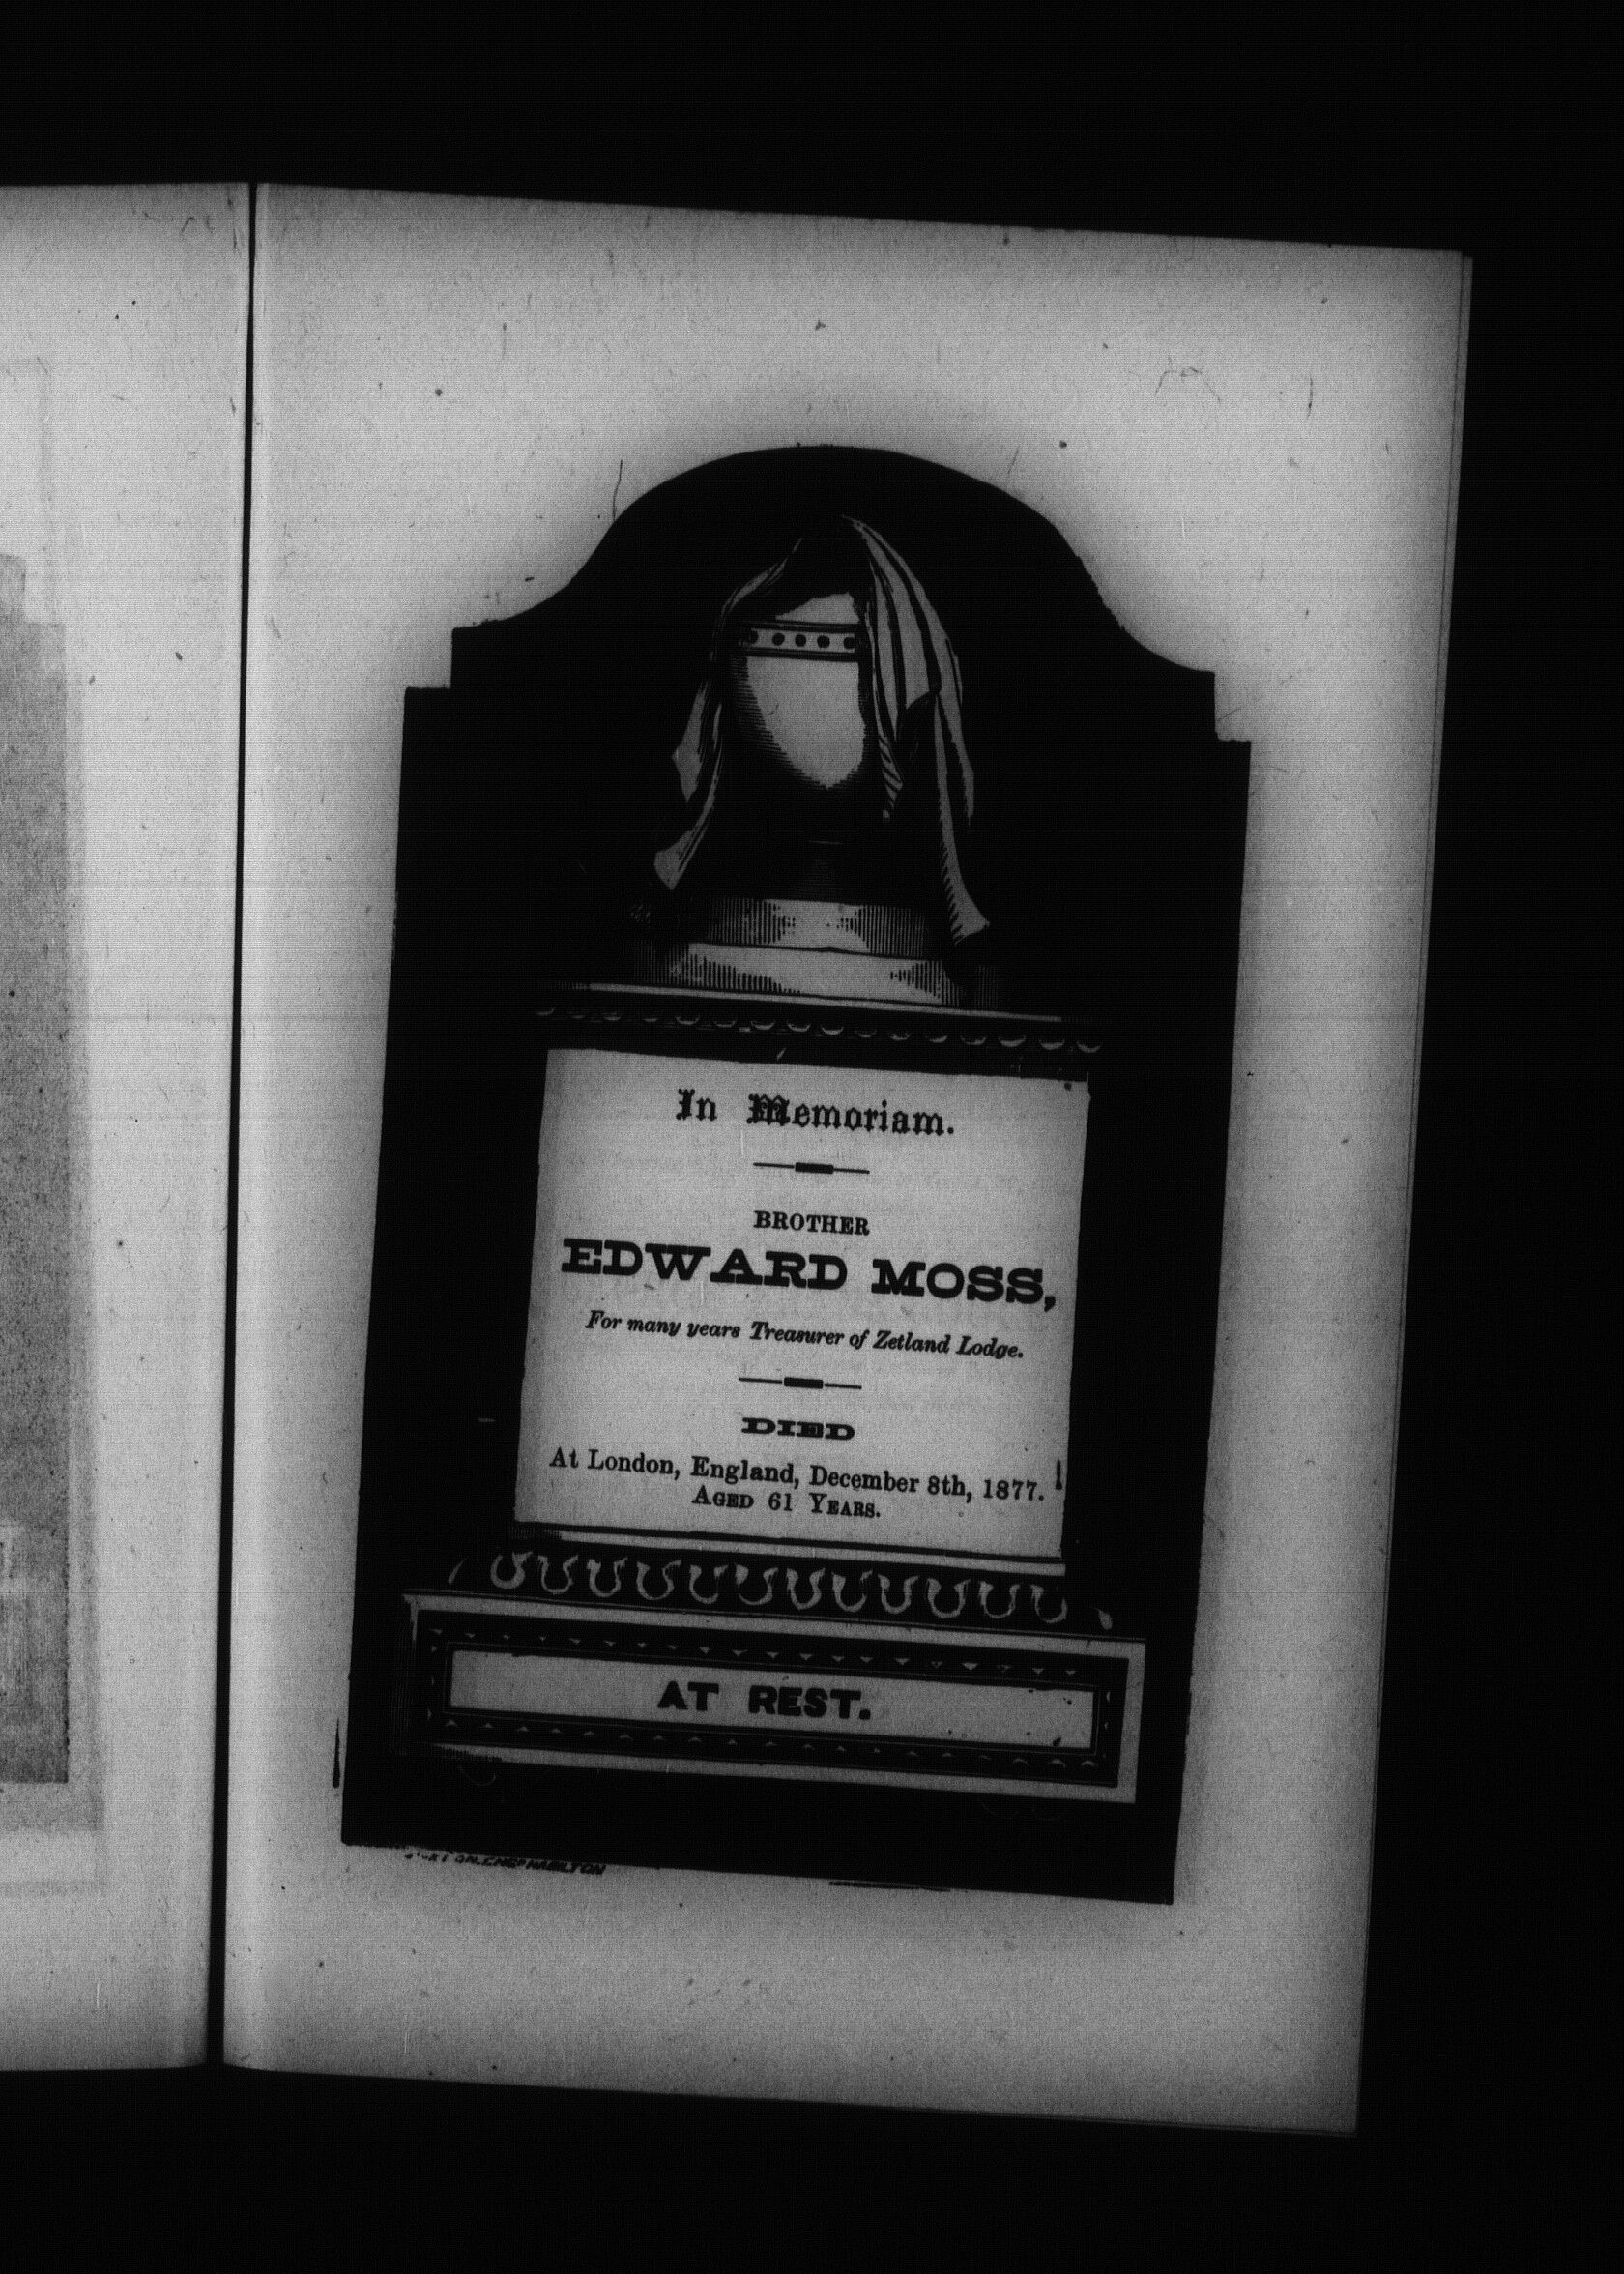 In Memoriam.
BROTHER
EDWARD MOSS,
For many years Treasurer of Zetland Lodge.
DIED
At London, England, December 8th, 1877.
AGED 61 YEARS.
AT REST.
HAMILTON